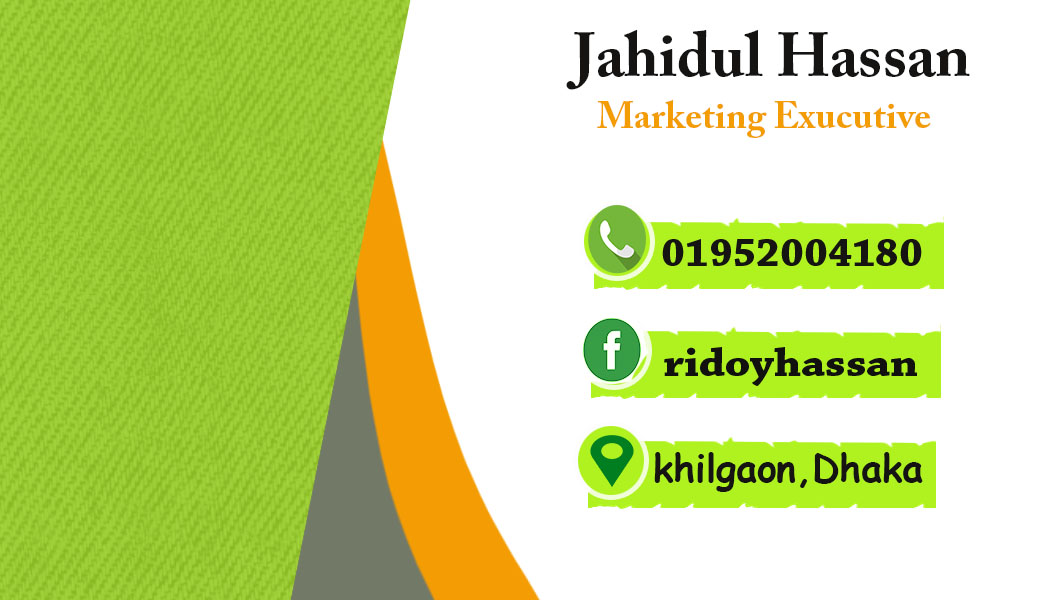 Jahidul Hassan
Marketing Exucutive
01952004180
ridoyhassan
khilgaon,Dhaka